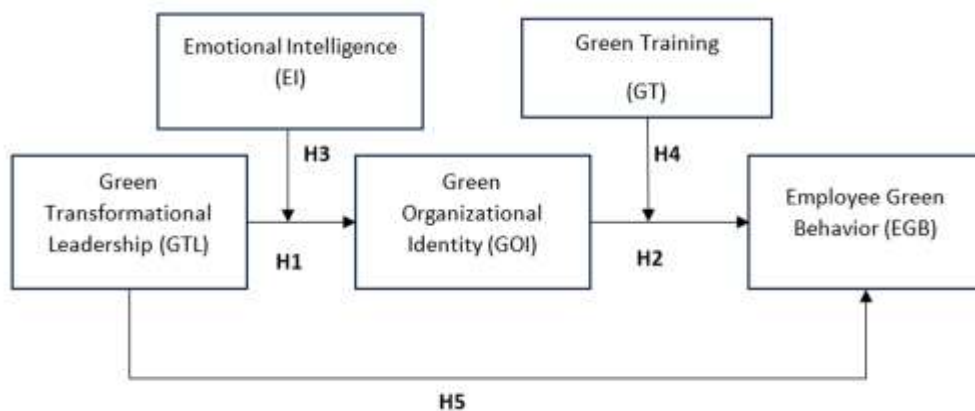 Emotional Intelligence
(EI)
Green Training
(GT)
H3
H4
Green
Transformational
Leadership (GTL)
H1
Green
Organizational
Identity (GOI)
H2
Employee Green
Behavior (EGB)
H5